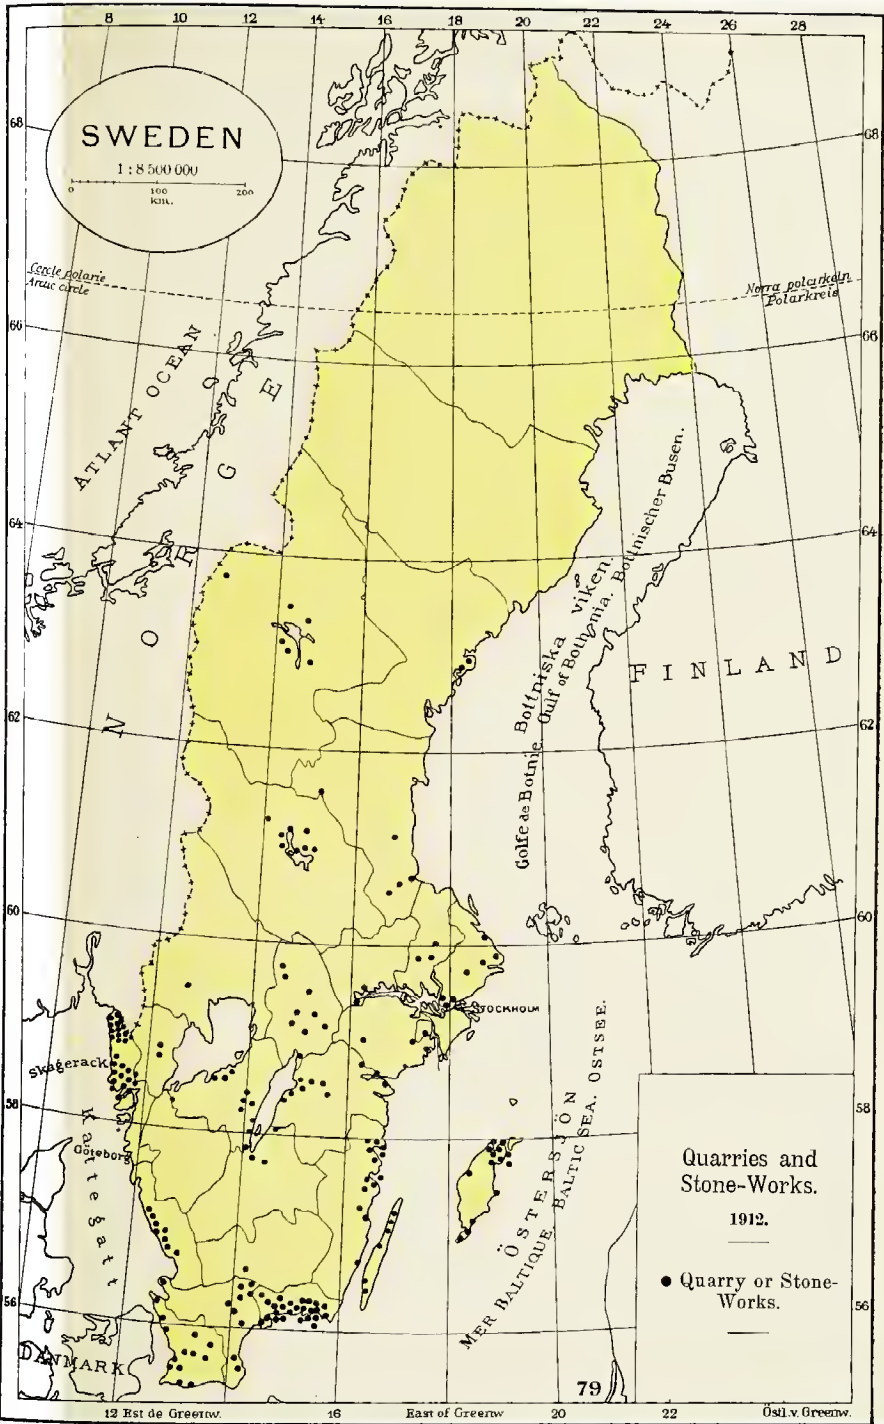 8 10 12 14 16 18 20 22 24 26 28
SWEDEN
1 : 8 500 000
0 100 200
KM.
68 68
Cercle polarie
Arctic circle
Norra polarkretn
Polarkreis
66 66
ATLANT OCEAN
NORGE
64 64
Bottniska viken.
Golfe de Botnie. Gulf of Bothnia. Bottnischer Busen.
FINLAND
62 62
60 60
STOCKHOLM
Skagerack
58 58
Kattegatt
Göteborg
ÖSTERSJÖN
MER BALTIQUE BALTIC SEA. OSTSEE.
Quarries and
Stone-Works.
1912.
● Quarry or Stone-
Works.
56 56
DANMARK
79
12 Est de Greenw. 16 East of Greenw 20 22 Östl. v. Greenw.